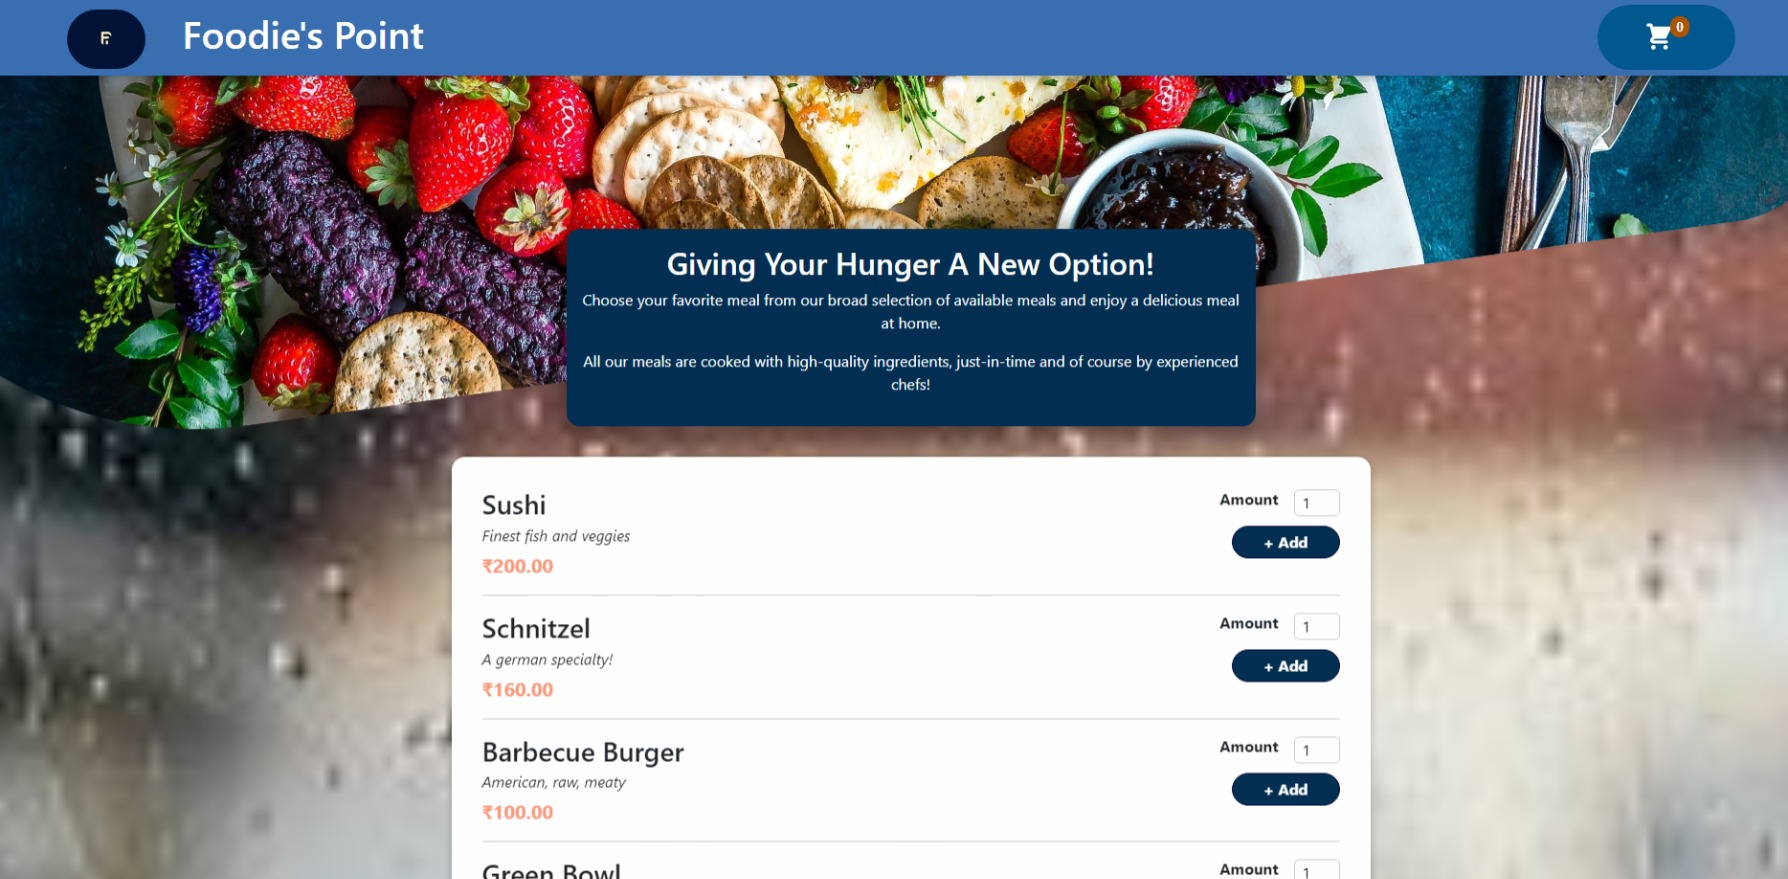 F
Foodie's Point
0
Giving Your Hunger A New Option!
Choose your favorite meal from our broad selection of available meals and enjoy a delicious meal
at home.
All our meals are cooked with high-quality ingredients, just-in-time and of course by experienced
chefs!
Sushi
Finest fish and veggies
₹200.00
Amount 1
+ Add
Schnitzel
A german specialty!
₹160.00
Amount 1
+ Add
Barbecue Burger
American, raw, meaty
₹100.00
Amount 1
+ Add
Green Bowl
Amount 1